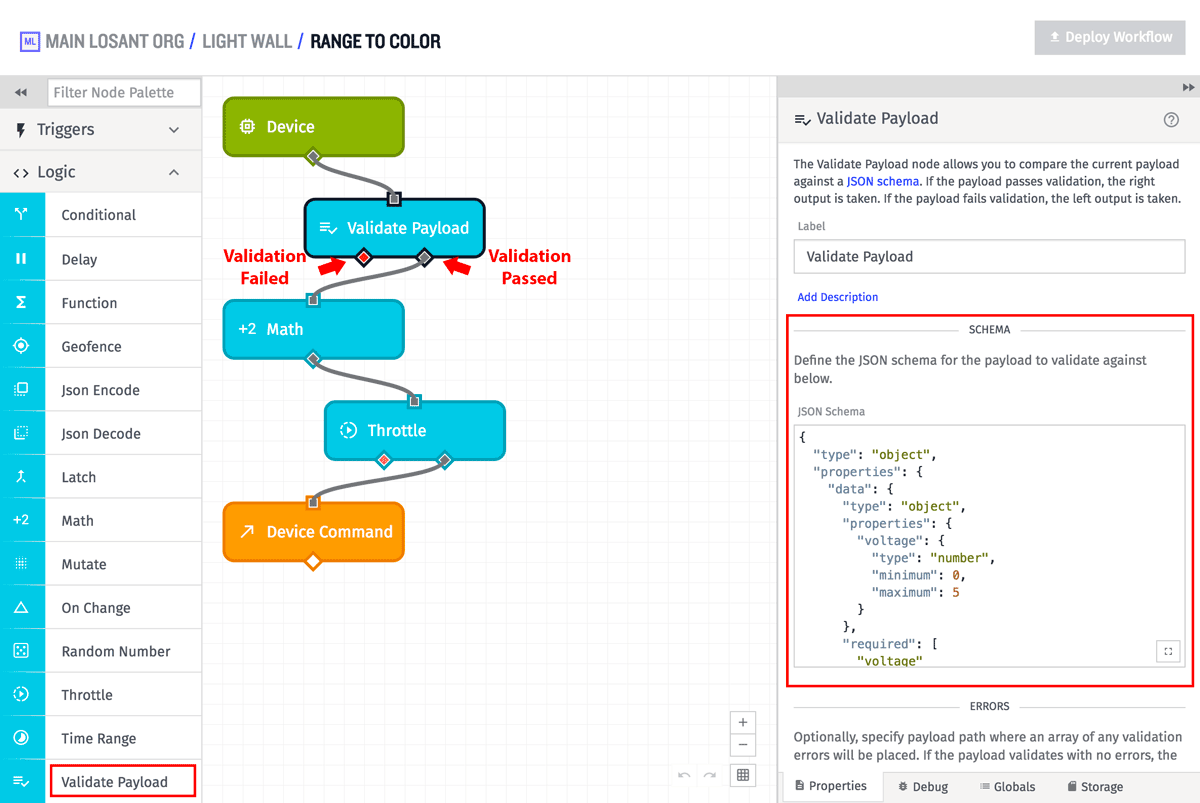 ML MAIN LOSANT ORG / LIGHT WALL / RANGE TO COLOR
Deploy Workflow
Filter Node Palette
Triggers
Logic
Conditional
Delay
Function
Geofence
Json Encode
Json Decode
Latch
+2 Math
Mutate
On Change
Random Number
Throttle
Time Range
Validate Payload
Device
Validate Payload
Validation
Failed
Validation
Passed
+2 Math
Throttle
Device Command
+
−
Validate Payload
?
The Validate Payload node allows you to compare the current payload
against a JSON schema. If the payload passes validation, the right
output is taken. If the payload fails validation, the left output is taken.
Label
Validate Payload
Add Description
SCHEMA
Define the JSON schema for the payload to validate against
below.
JSON Schema
{
"type": "object",
"properties": {
"data": {
"type": "object",
"properties": {
"voltage": {
"type": "number",
"minimum": 0,
"maximum": 5
}
},
"required": [
"voltage"
ERRORS
Optionally, specify payload path where an array of any validation
errors will be placed. If the payload validates with no errors, the
Properties
Debug
Globals
Storage